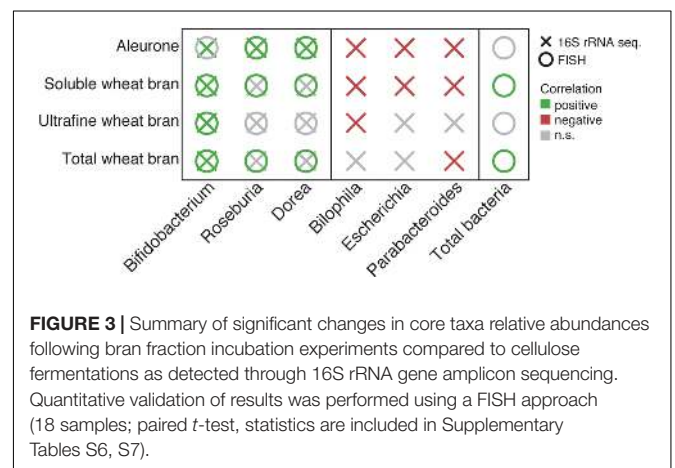 Aleurone
Soluble wheat bran
Ultrafine wheat bran
Total wheat bran
16S rRNA seq.
FISH
Correlation
positive
negative
n.s.
Bifidobacterium
Roseburia
Dorea
Bilophila
Escherichia
Parabacteroides
Total bacteria
FIGURE 3 | Summary of significant changes in core taxa relative abundances
following bran fraction incubation experiments compared to cellulose
fermentations as detected through 16S rRNA gene amplicon sequencing.
Quantitative validation of results was performed using a FISH approach
(18 samples; paired t-test, statistics are included in Supplementary
Tables S6, S7).